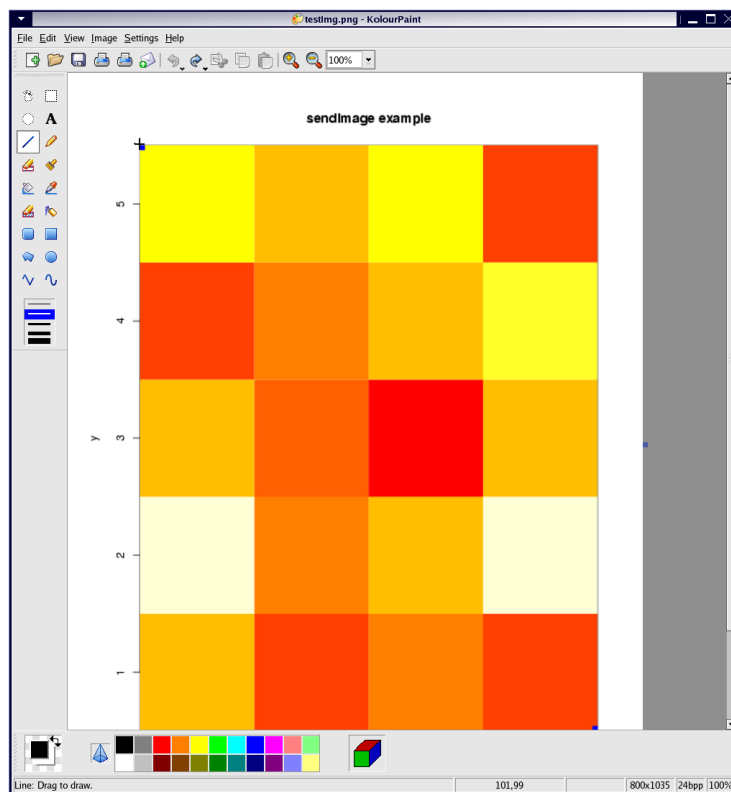 testImg.png - KolourPaint
File Edit View Image Settings Help
100%
A
sendImage example
5
4
3
y
2
1
Line: Drag to draw.
101,99
800x1035
24bpp
100%